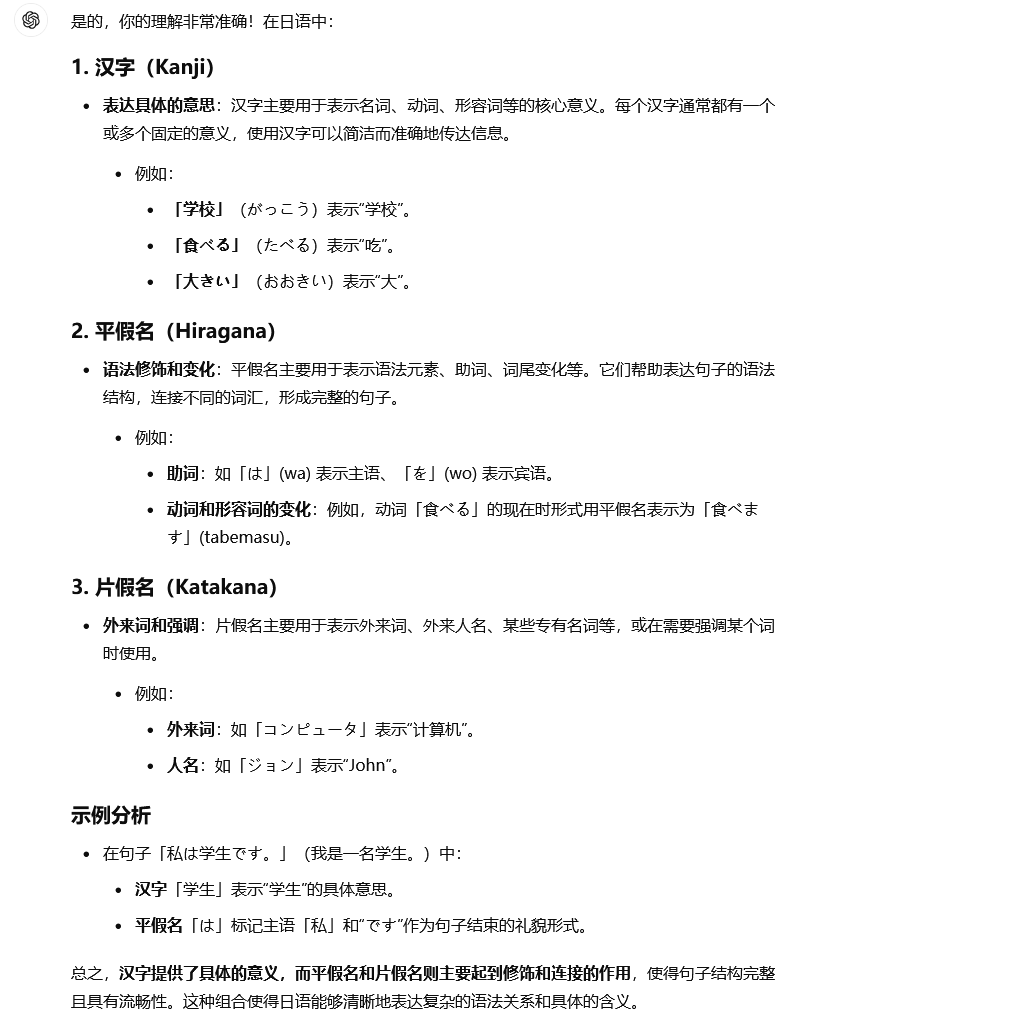 是的，你的理解非常准确！在日语中：
1. 汉字（Kanji）
• 表达具体的意思：汉字主要用于表示名词、动词、形容词等的核心意义。每个汉字通常都有一个
或多个固定的意义，使用汉字可以简洁而准确地传达信息。
• 例如：
• 「学校」（がっこう）表示“学校”。
• 「食べる」（たべる）表示“吃”。
• 「大きい」（おおきい）表示“大”。
2. 平假名（Hiragana）
• 语法修饰和变化：平假名主要用于表示语法元素、助词、词尾变化等。它们帮助表达句子的语法
结构，连接不同的词汇，形成完整的句子。
• 例如：
• 助词：如「は」(wa) 表示主语、「を」(wo) 表示宾语。
• 动词和形容词的变化：例如，动词「食べる」的现在时形式用平假名表示为「食べま
す」(tabemasu)。
3. 片假名（Katakana）
• 外来词和强调：片假名主要用于表示外来词、外来人名、某些专有名词等，或在需要强调某个词
时使用。
• 例如：
• 外来词：如「コンピュータ」表示“计算机”。
• 人名：如「ジョン」表示“John”。
示例分析
• 在句子「私は学生です。」（我是一名学生。）中：
• 汉字「学生」表示“学生”的具体意思。
• 平假名「は」标记主语「私」和“です”作为句子结束的礼貌形式。
总之，汉字提供了具体的意义，而平假名和片假名则主要起到修饰和连接的作用，使得句子结构完整
且具有流畅性。这种组合使得日语能够清晰地表达复杂的语法关系和具体的含义。